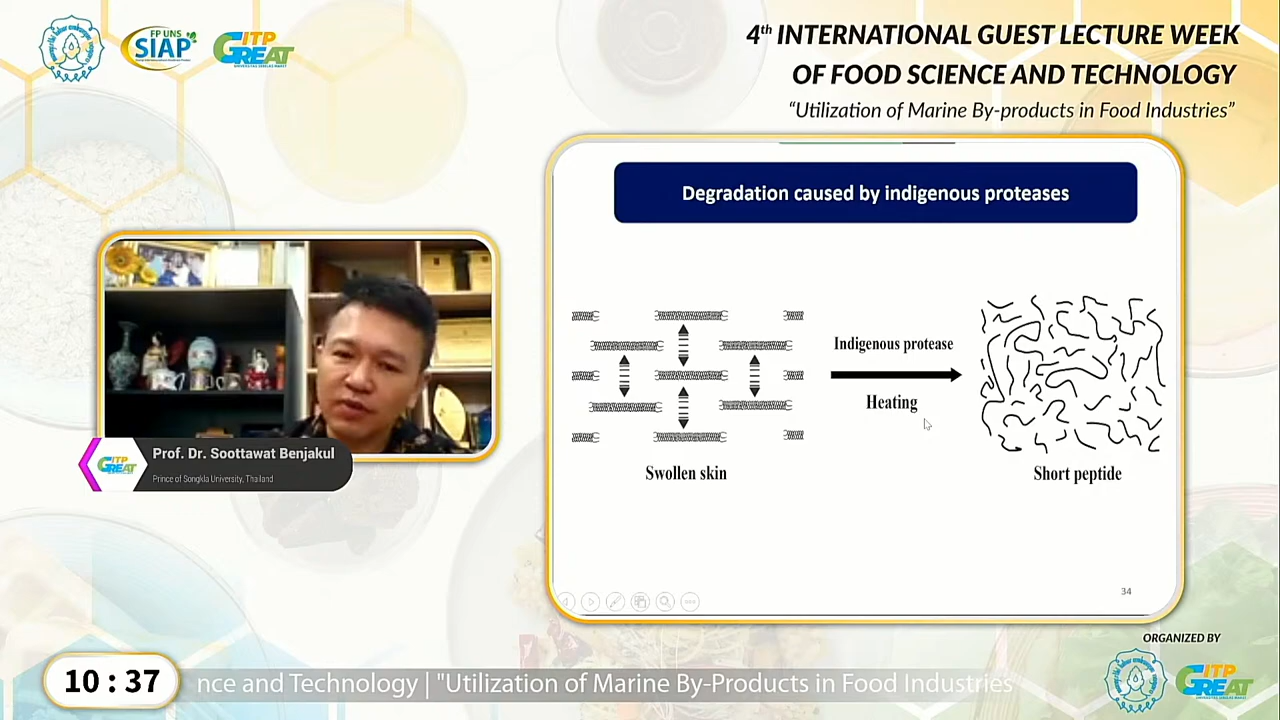 FP UNS
SIAP
ITP
GREAT
4th INTERNATIONAL GUEST LECTURE WEEK
OF FOOD SCIENCE AND TECHNOLOGY
“Utilization of Marine By-products in Food Industries”
Degradation caused by indigenous proteases
Indigenous protease
Heating
Swollen skin
Short peptide
34
ITP
GREAT
Prof. Dr. Soottawat Benjakul
Prince of Songkla University, Thailand
ORGANIZED BY
ITP
GREAT
10 : 37
nce and Technology | "Utilization of Marine By-Products in Food Industries